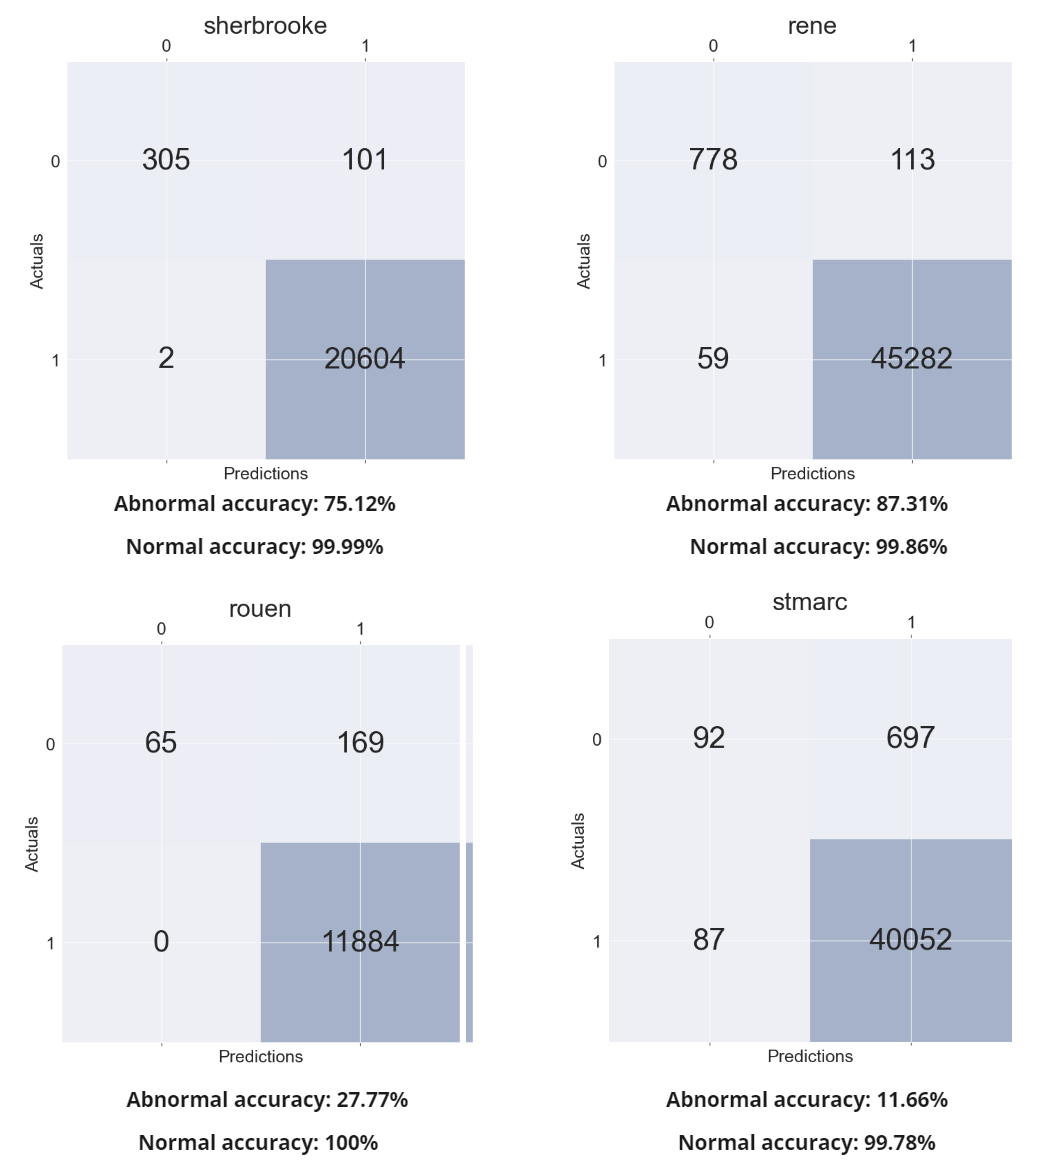 sherbrooke
0 1
0 305 101
Actuals
1 2 20604
Predictions
Abnormal accuracy: 75.12%
Normal accuracy: 99.99%
rene
0 1
0 778 113
Actuals
1 59 45282
Predictions
Abnormal accuracy: 87.31%
Normal accuracy: 99.86%
rouen
0 1
0 65 169
Actuals
1 0 11884
Predictions
Abnormal accuracy: 27.77%
Normal accuracy: 100%
stmarc
0 1
0 92 697
Actuals
1 87 40052
Predictions
Abnormal accuracy: 11.66%
Normal accuracy: 99.78%